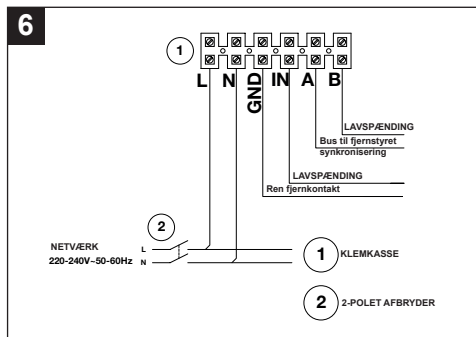 6
1
L N GND IN A B
LAVSPÆNDING
Bus til fjernstyret
synkronisering
LAVSPÆNDING
Ren fjernkontakt
2
NETVÆRK
220-240V~50-60Hz
L
N
1 KLEMKASSE
2 2-POLET AFBRYDER